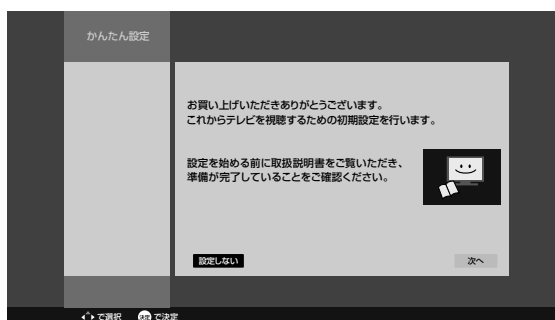 かんたん設定
お買い上げいただきありがとうございます。
これからテレビを視聴するための初期設定を行います。
設定を始める前に取扱説明書をご覧いただき、
準備が完了していることをご確認ください。
設定しない
次へ
で選択 決定 で決定